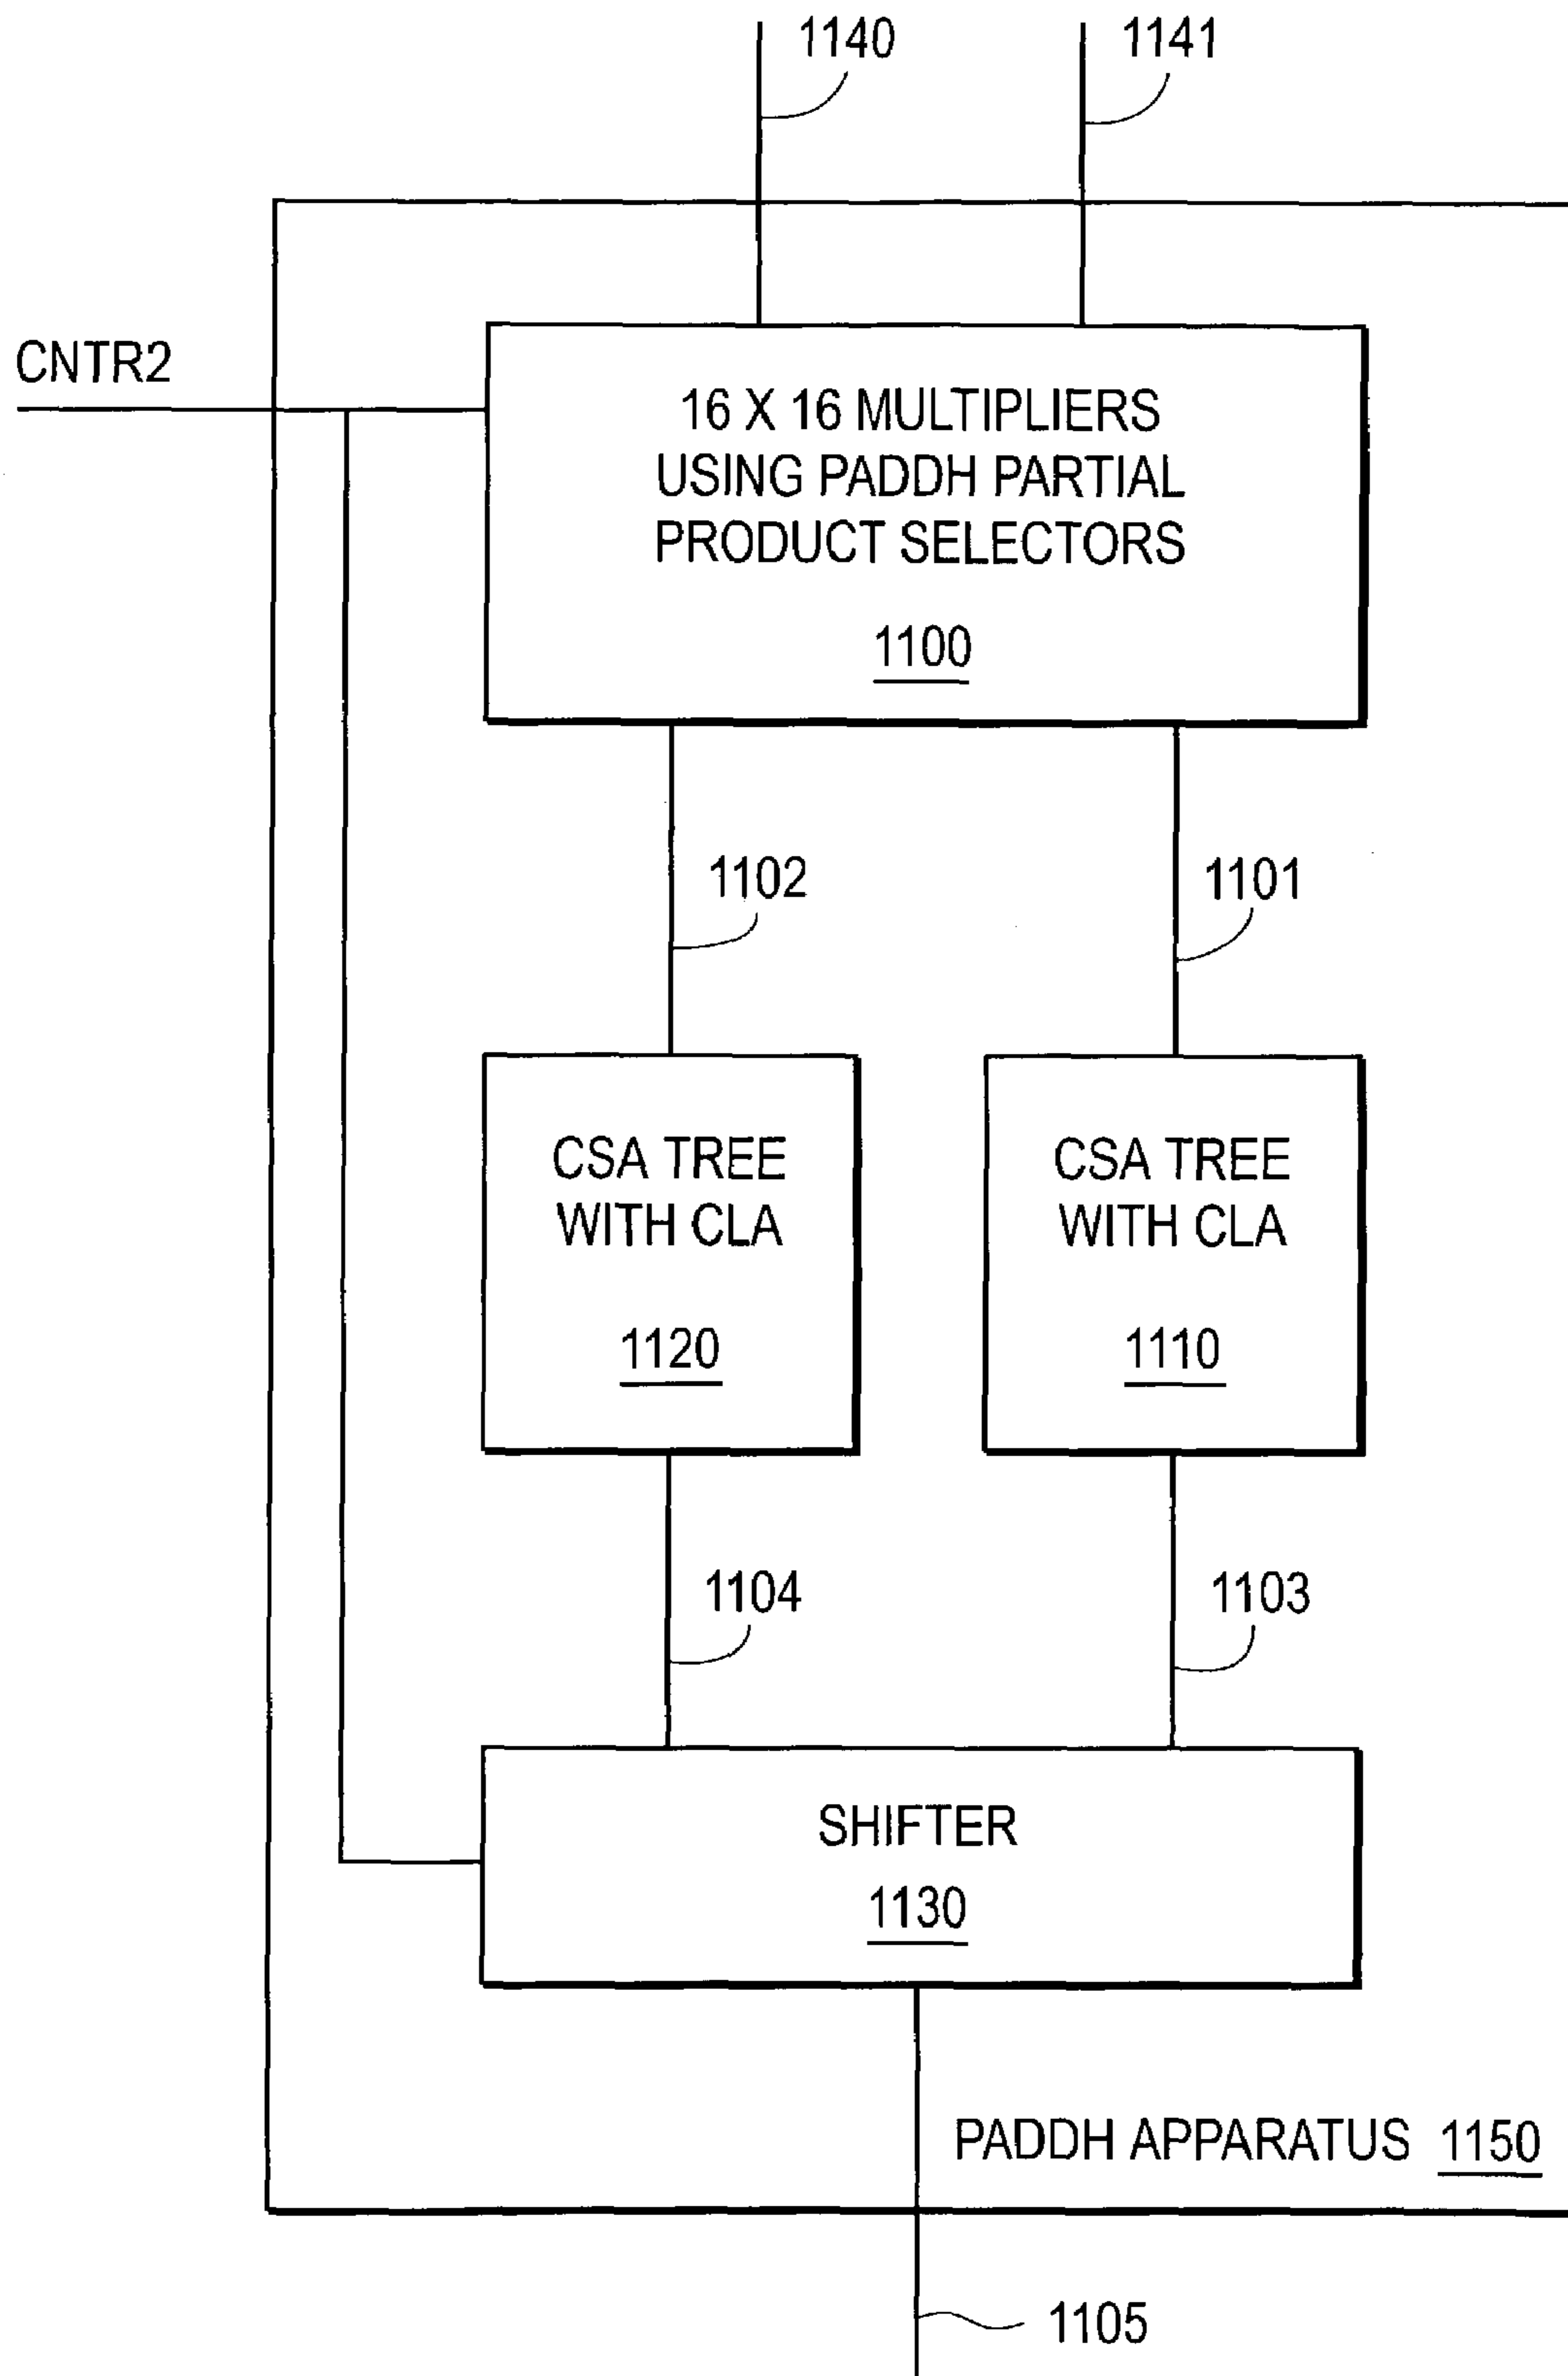 1140
1141
CNTR2
16 X 16 MULTIPLIERS
USING PADDH PARTIAL
PRODUCT SELECTORS
1100
1102
1101
CSA TREE
WITH CLA
1120
CSA TREE
WITH CLA
1110
1104
1103
SHIFTER
1130
PADDH APPARATUS 1150
1105